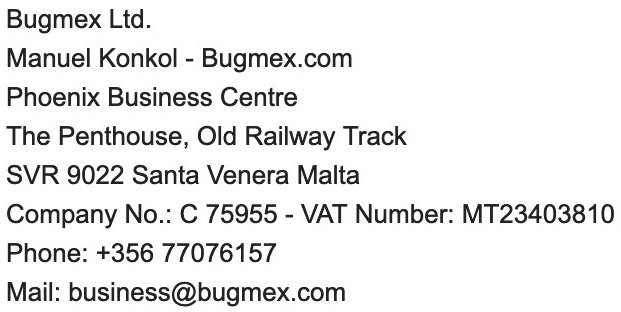 Bugmex Ltd.
Manuel Konkol - Bugmex.com
Phoenix Business Centre
The Penthouse, Old Railway Track
SVR 9022 Santa Venera Malta
Company No.: C 75955 - VAT Number: MT23403810
Phone: +356 77076157
Mail: business@bugmex.com